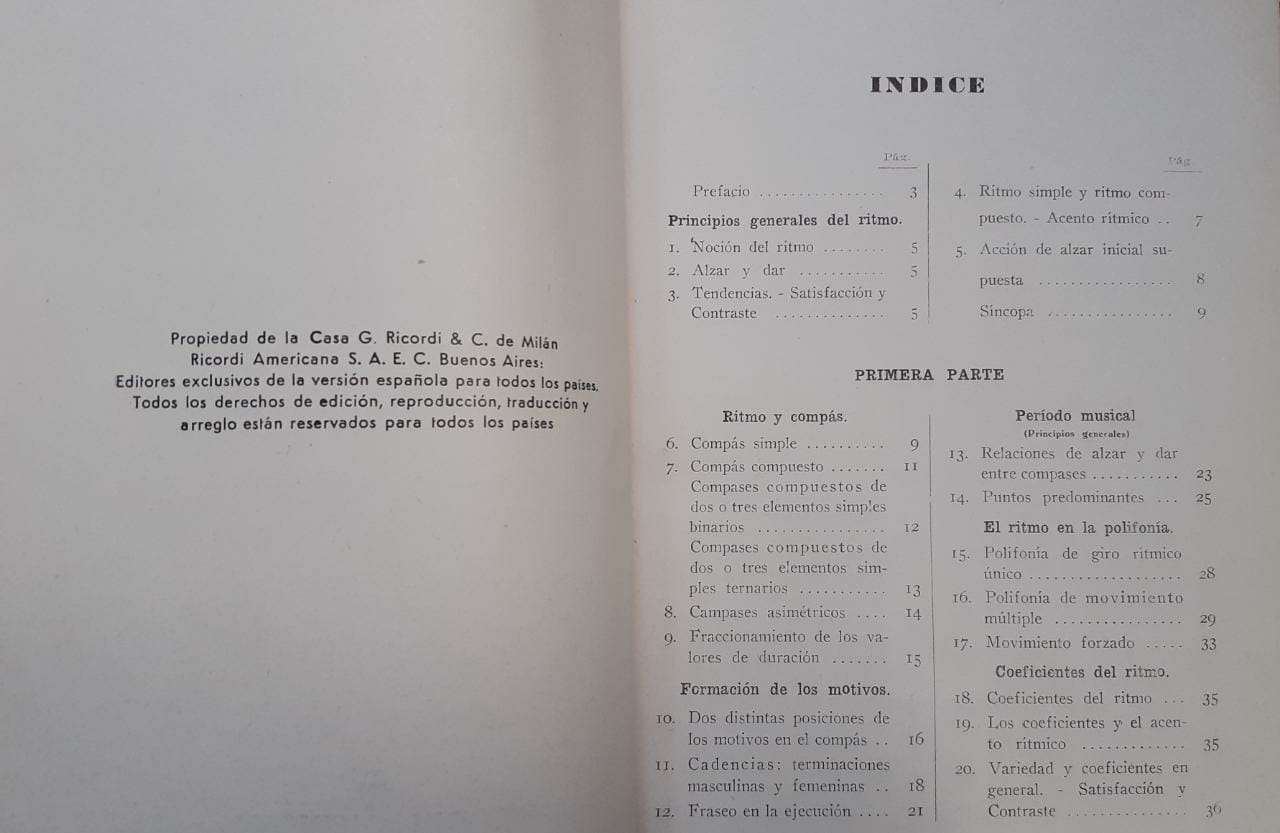 Propiedad de la Casa G. Ricordi & C. de Milán
Ricordi Americana S. A. E. C. Buenos Aires:
Editores exclusivos de la versión española para todos los países.
Todos los derechos de edición, reproducción, traducción y
arreglo están reservados para todos los países
INDICE
Pág.
Prefacio ................ 3
Principios generales del ritmo.
1. Noción del ritmo ........ 5
2. Alzar y dar ........... 5
3. Tendencias. - Satisfacción y
Contraste .............. 5
Pág
4. Ritmo simple y ritmo com-
puesto. - Acento rítmico .. 7
5. Acción de alzar inicial su-
puesta ................. 8
Síncopa ................ 9
PRIMERA PARTE
Ritmo y compás.
6. Compás simple .......... 9
7. Compás compuesto ....... 11
Compases compuestos de
dos o tres elementos simples
binarios ................ 12
Compases compuestos de
dos o tres elementos sim-
ples ternarios ........... 13
8. Campases asimétricos .... 14
9. Fraccionamiento de los va-
lores de duración ....... 15
Formación de los motivos.
10. Dos distintas posiciones de
los motivos en el compás .. 16
11. Cadencias: terminaciones
masculinas y femeninas .. 18
12. Fraseo en la ejecución .... 21
Período musical
(Principios generales)
13. Relaciones de alzar y dar
entre compases ........... 23
14. Puntos predominantes ... 25
El ritmo en la polifonía.
15. Polifonía de giro rítmico
único ................... 28
16. Polifonía de movimiento
múltiple ................ 29
17. Movimiento forzado ..... 33
Coeficientes del ritmo.
18. Coeficientes del ritmo ... 35
19. Los coeficientes y el acen-
to rítmico ............. 35
20. Variedad y coeficientes en
general. - Satisfacción y
Contraste ............... 36